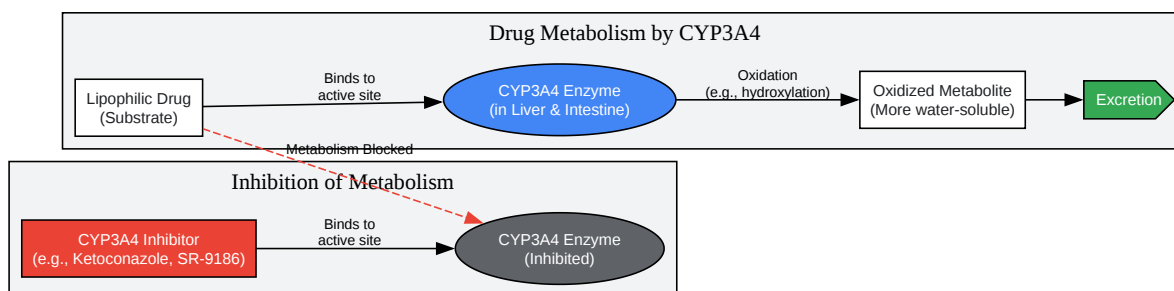 Drug Metabolism by CYP3A4
Lipophilic Drug
(Substrate)
Binds to
active site
CYP3A4 Enzyme
(in Liver & Intestine)
Oxidation
(e.g., hydroxylation)
Oxidized Metabolite
(More water-soluble)
Excretion
Metabolism Blocked
Inhibition of Metabolism
CYP3A4 Inhibitor
(e.g., Ketoconazole, SR-9186)
Binds to
active site
CYP3A4 Enzyme
(Inhibited)